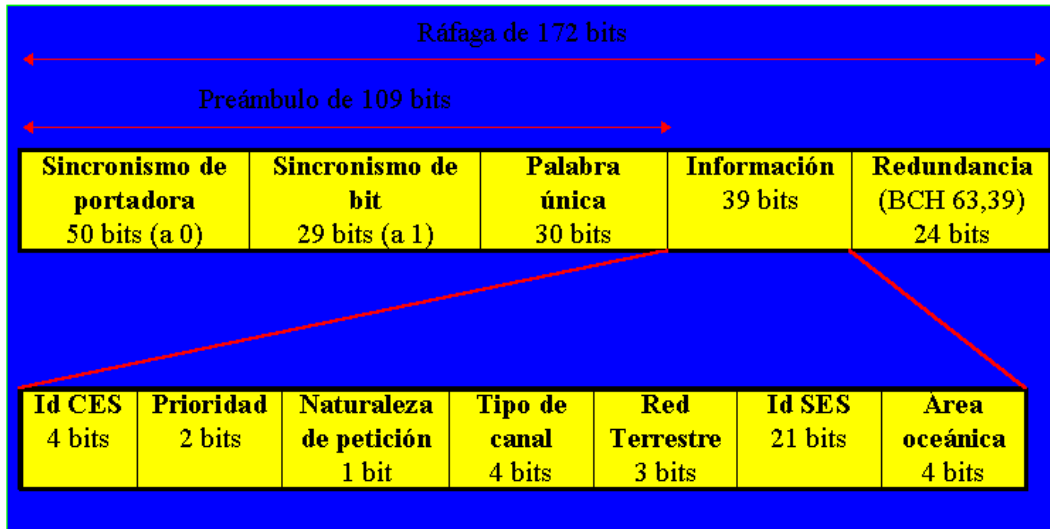 Ráfaga de 172 bits
Preámbulo de 109 bits
Sincronismo de
portadora
50 bits (a 0)
Sincronismo de
bit
29 bits (a 1)
Palabra
única
30 bits
Información
39 bits
Redundancia
(BCH 63,39)
24 bits
Id CES
4 bits
Prioridad
2 bits
Naturaleza
de petición
1 bit
Tipo de
canal
4 bits
Red
Terrestre
3 bits
Id SES
21 bits
Área
oceánica
4 bits